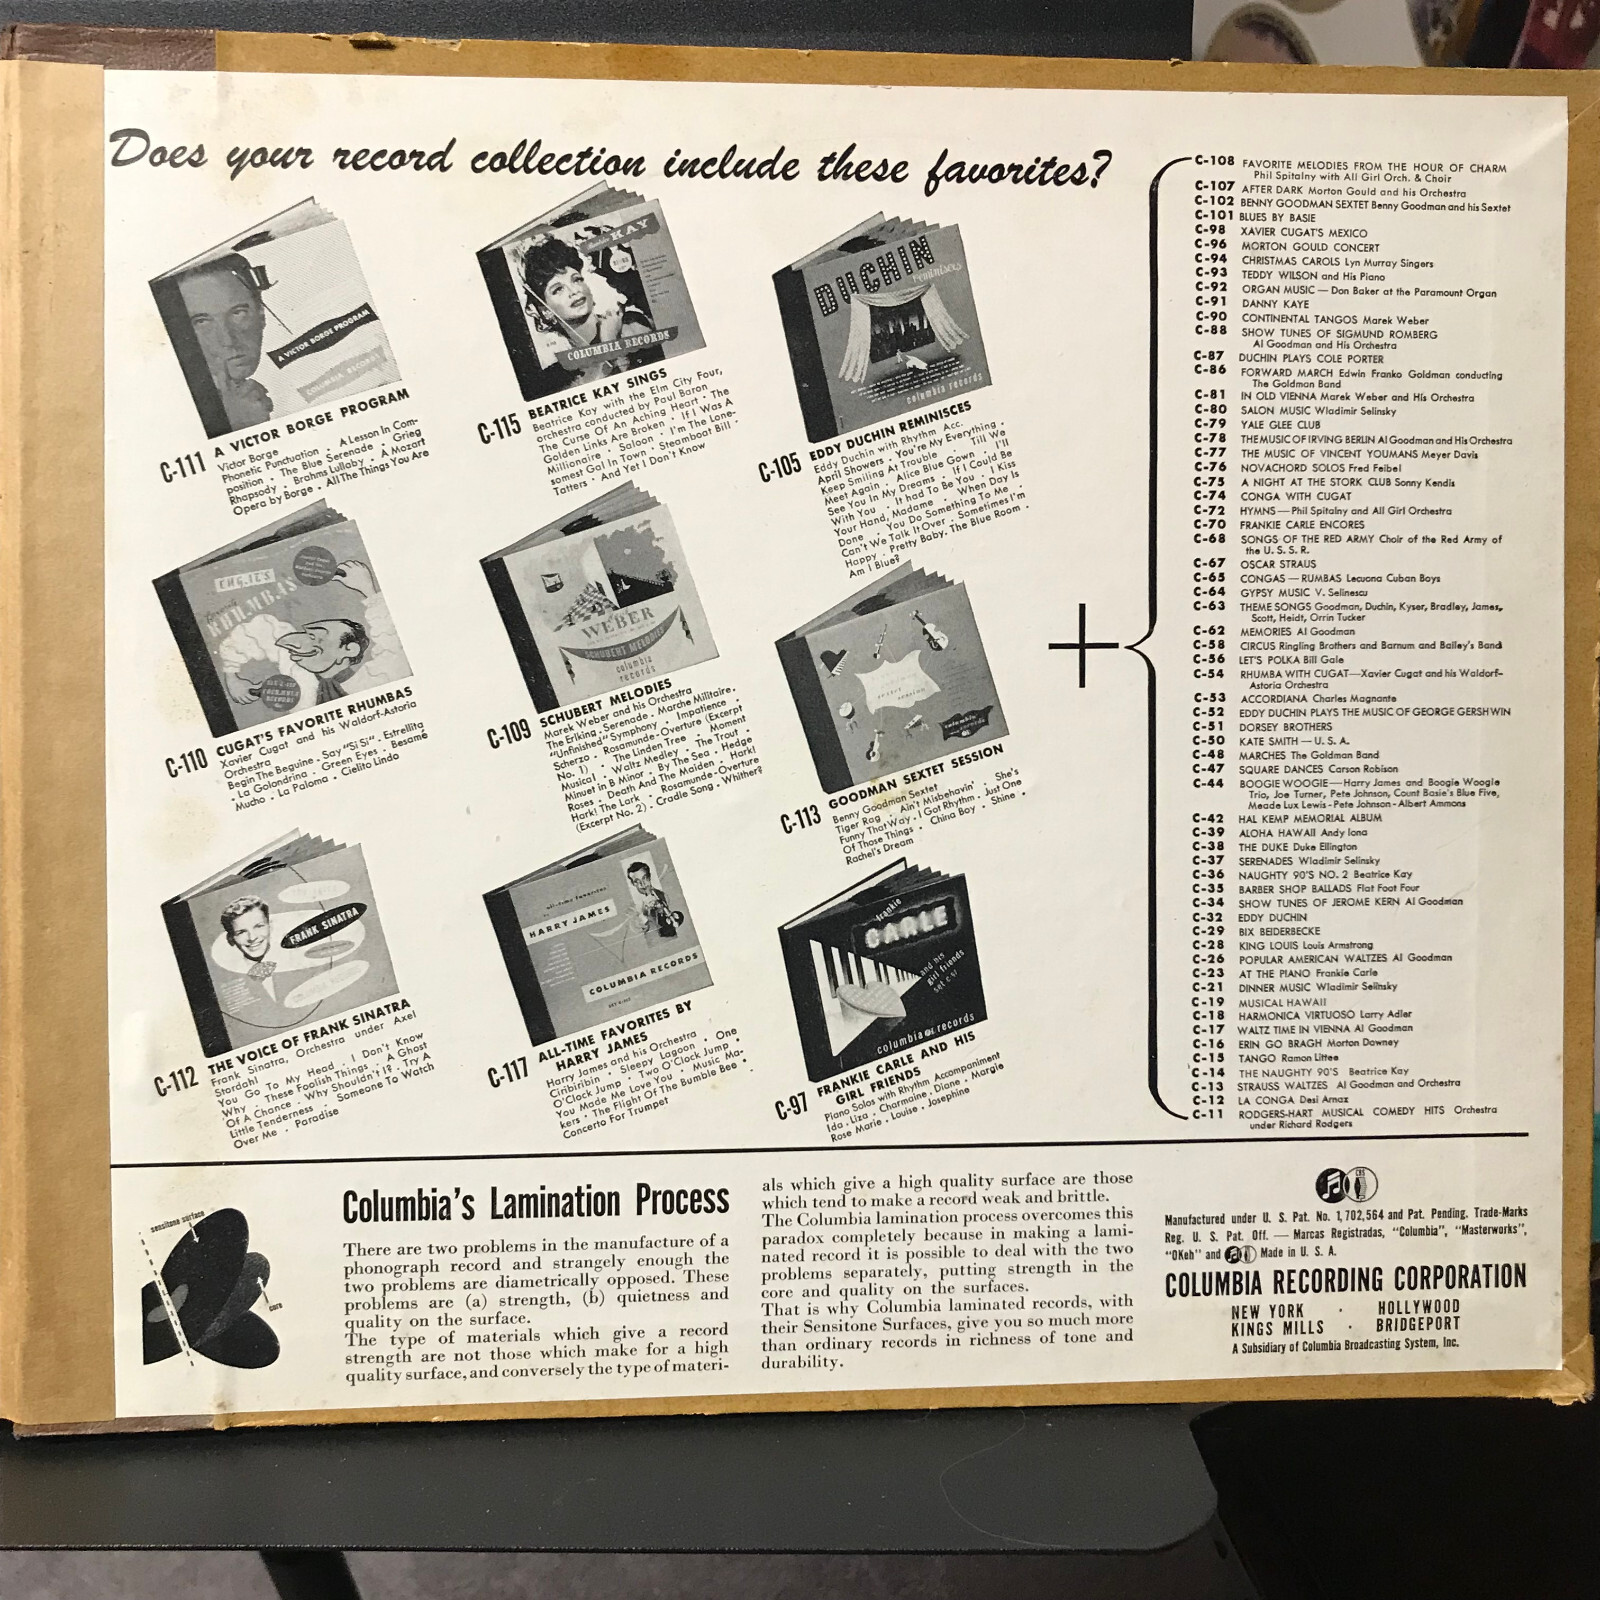 Does your record collection include these favorites?
A VICTOR BORGE PROGRAM
COLUMBIA RECORDS
C-111 A VICTOR BORGE PROGRAM
Victor Borge · A Lesson In Com-
Phonetic Punctuation · Grieg
position · The Blue Serenade · A Mozart
Rhapsody · Brahms Lullaby ·
Opera by Borge · All The Things You Are
KAY
COLUMBIA RECORDS
C-115 BEATRICE KAY SINGS
Beatrice Kay with the Elm City Four,
orchestra conducted by Paul Baron
The Curse Of An Aching Heart · The
Golden Links Are Broken · If I Was A
Millionaire · Saloon · I'm The Lone-
somest Gal In Town · Steamboat Bill ·
Tatters · And Yet I Don't Know
DUCHIN
reminisces
columbia records
C-105 EDDY DUCHIN REMINISCES
Eddy Duchin with Rhythm Acc.
April Showers · You're My Everything ·
Keep Smiling At Trouble · Till We
Meet Again · Alice Blue Gown · I'll
See You In My Dreams · If I Could Be
With You · It had To Be You · I Kiss
Your Hand, Madame · When Day Is
Done · You Do Something To Me ·
Can't We Talk It Over · Sometimes I'm
Happy · Pretty Baby. The Blue Room ·
Am I Blue?
CUGAT'S
RHUMBAS
C-110 CUGAT'S FAVORITE RHUMBAS
Xavier Cugat and his Waldorf-Astoria
Orchestra
Begin The Beguine · Say "Si Si" · Estrellita
· La Golondrina · Green Eyes · Besamé
Mucho · La Paloma · Cielito Lindo
WEBER
SCHUBERT MELODIES
columbia
records
C-109 SCHUBERT MELODIES
Marek Weber and his Orchestra
The Erlking · Serenade · Marche Militaire ·
"Unfinished" Symphony · Impatience ·
Scherzo · Rosamunde-Overture (Excerpt
No. 1) · The Linden Tree · Moment
Musical · Waltz Medley · The Trout ·
Minuet in B Minor · By The Sea · Hedge
Roses · Death And The Maiden · Hark!
Hark! The Lark · Rosamunde-Overture
(Excerpt No. 2) · Cradle Song · Whither?
C-113 GOODMAN SEXTET SESSION
Benny Goodman Sextet
Tiger Rag · Ain't Misbehavin' · She's
Funny That Way · I Got Rhythm · Just One
Of Those Things · China Boy · Shine ·
Rachel's Dream
FRANK SINATRA
C-112 THE VOICE OF FRANK SINATRA
Frank Sinatra, Orchestra under Axel
Stordahl
You Go To My Head · I Don't Know
Why · These Foolish Things · A Ghost
Of A Chance · Why Shouldn't I? · Try A
Little Tenderness · Someone To Watch
Over Me · Paradise
all-time favorites
HARRY JAMES
COLUMBIA RECORDS
C-117 ALL-TIME FAVORITES BY
HARRY JAMES
Harry James and his Orchestra
Ciribiribin · Sleepy Lagoon · One
O'Clock Jump · Two O'Clock Jump ·
You Made Me Love You · Music Ma-
kers · The Flight Of The Bumble Bee ·
Concerto For Trumpet
frankie
CARLE
and his
girl friends
set c-97
columbia records
C-97 FRANKIE CARLE AND HIS
GIRL FRIENDS
Piano Solos with Rhythm Accompaniment
Ida · Liza · Charmaine · Diane · Margie
Rose Marie · Louise · Josephine
+
C-108 FAVORITE MELODIES FROM THE HOUR OF CHARM
Phil Spitalny with All Girl Orch. & Choir
C-107 AFTER DARK Morton Gould and his Orchestra
C-102 BENNY GOODMAN SEXTET Benny Goodman and his Sextet
C-101 BLUES BY BASIE
C-98 XAVIER CUGAT'S MEXICO
C-96 MORTON GOULD CONCERT
C-94 CHRISTMAS CAROLS Lyn Murray Singers
C-93 TEDDY WILSON and His Piano
C-92 ORGAN MUSIC — Don Baker at the Paramount Organ
C-91 DANNY KAYE
C-90 CONTINENTAL TANGOS Marek Weber
C-88 SHOW TUNES OF SIGMUND ROMBERG
Al Goodman and His Orchestra
C-87 DUCHIN PLAYS COLE PORTER
C-86 FORWARD MARCH Edwin Franko Goldman conducting
The Goldman Band
C-81 IN OLD VIENNA Marek Weber and His Orchestra
C-80 SALON MUSIC Wladimir Selinsky
C-79 YALE GLEE CLUB
C-78 THE MUSIC OF IRVING BERLIN Al Goodman and His Orchestra
C-77 THE MUSIC OF VINCENT YOUMANS Meyer Davis
C-76 NOVACHORD SOLOS Fred Feibel
C-75 A NIGHT AT THE STORK CLUB Sonny Kendis
C-74 CONGA WITH CUGAT
C-72 HYMNS — Phil Spitalny and All Girl Orchestra
C-70 FRANKIE CARLE ENCORES
C-68 SONGS OF THE RED ARMY Choir of the Red Army of
the U. S. S. R.
C-67 OSCAR STRAUS
C-65 CONGAS — RUMBAS Lecuona Cuban Boys
C-64 GYPSY MUSIC V. Selinescu
C-63 THEME SONGS Goodman, Duchin, Kyser, Bradley, James,
Scott, Heidt, Orrin Tucker
C-62 MEMORIES Al Goodman
C-58 CIRCUS Ringling Brothers and Barnum and Bailey's Band
C-56 LET'S POLKA Bill Gale
C-54 RHUMBA WITH CUGAT—Xavier Cugat and his Waldorf-
Astoria Orchestra
C-53 ACCORDIANA Charles Magnante
C-52 EDDY DUCHIN PLAYS THE MUSIC OF GEORGE GERSHWIN
C-51 DORSEY BROTHERS
C-50 KATE SMITH — U. S. A.
C-48 MARCHES The Goldman Band
C-47 SQUARE DANCES Carson Robison
C-44 BOOGIE WOOGIE—Harry James and Boogie Woogie
Trio, Joe Turner, Pete Johnson, Count Basie's Blue Five,
Meade Lux Lewis - Pete Johnson - Albert Ammons
C-42 HAL KEMP MEMORIAL ALBUM
C-39 ALOHA HAWAII Andy Iona
C-38 THE DUKE Duke Ellington
C-37 SERENADES Wladimir Selinsky
C-36 NAUGHTY 90'S NO. 2 Beatrice Kay
C-35 BARBER SHOP BALLADS Flat Foot Four
C-34 SHOW TUNES OF JEROME KERN Al Goodman
C-32 EDDY DUCHIN
C-29 BIX BEIDERBECKE
C-28 KING LOUIS Louis Armstrong
C-26 POPULAR AMERICAN WALTZES Al Goodman
C-23 AT THE PIANO Frankie Carle
C-21 DINNER MUSIC Wladimir Selinsky
C-19 MUSICAL HAWAII
C-18 HARMONICA VIRTUOSO Larry Adler
C-17 WALTZ TIME IN VIENNA Al Goodman
C-16 ERIN GO BRAGH Morton Downey
C-15 TANGO Ramon Littee
C-14 THE NAUGHTY 90'S Beatrice Kay
C-13 STRAUSS WALTZES Al Goodman and Orchestra
C-12 LA CONGA Desi Arnaz
C-11 RODGERS-HART MUSICAL COMEDY HITS Orchestra
under Richard Rodgers
sensitone surface
core
Columbia's Lamination Process
There are two problems in the manufacture of a
phonograph record and strangely enough the
two problems are diametrically opposed. These
problems are (a) strength, (b) quietness and
quality on the surface.
The type of materials which give a record
strength are not those which make for a high
quality surface, and conversely the type of materi-
als which give a high quality surface are those
which tend to make a record weak and brittle.
The Columbia lamination process overcomes this
paradox completely because in making a lami-
nated record it is possible to deal with the two
problems separately, putting strength in the
core and quality on the surfaces.
That is why Columbia laminated records, with
their Sensitone Surfaces, give you so much more
than ordinary records in richness of tone and
durability.
Manufactured under U. S. Pat. No. 1,702,564 and Pat. Pending. Trade-Marks
Reg. U. S. Pat. Off. — Marcas Registradas, "Columbia", "Masterworks",
"OKeh" and Made in U. S. A.
COLUMBIA RECORDING CORPORATION
NEW YORK · HOLLYWOOD
KINGS MILLS · BRIDGEPORT
A Subsidiary of Columbia Broadcasting System, Inc.